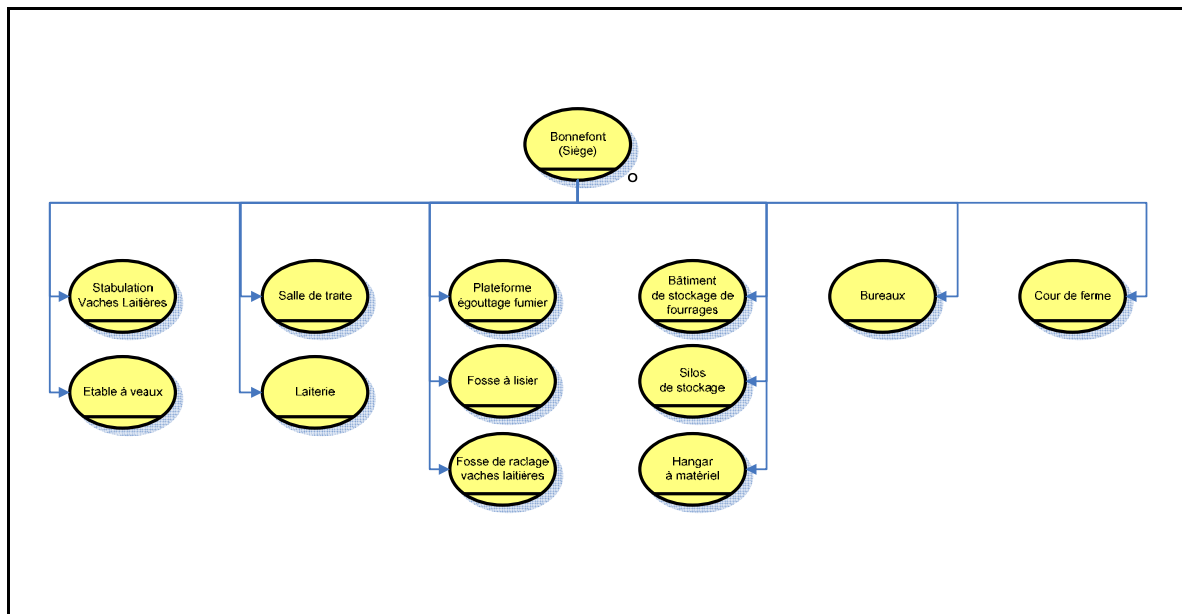 Bonnefont
(Siège)
O
Stabulation
Vaches Laitières
Salle de traite
Plateforme
égouttage fumier
Bâtiment
de stockage de
fourrages
Bureaux
Cour de ferme
Etable à veaux
Laiterie
Fosse à lisier
Silos
de stockage
Fosse de raclage
vaches laitières
Hangar
à matériel